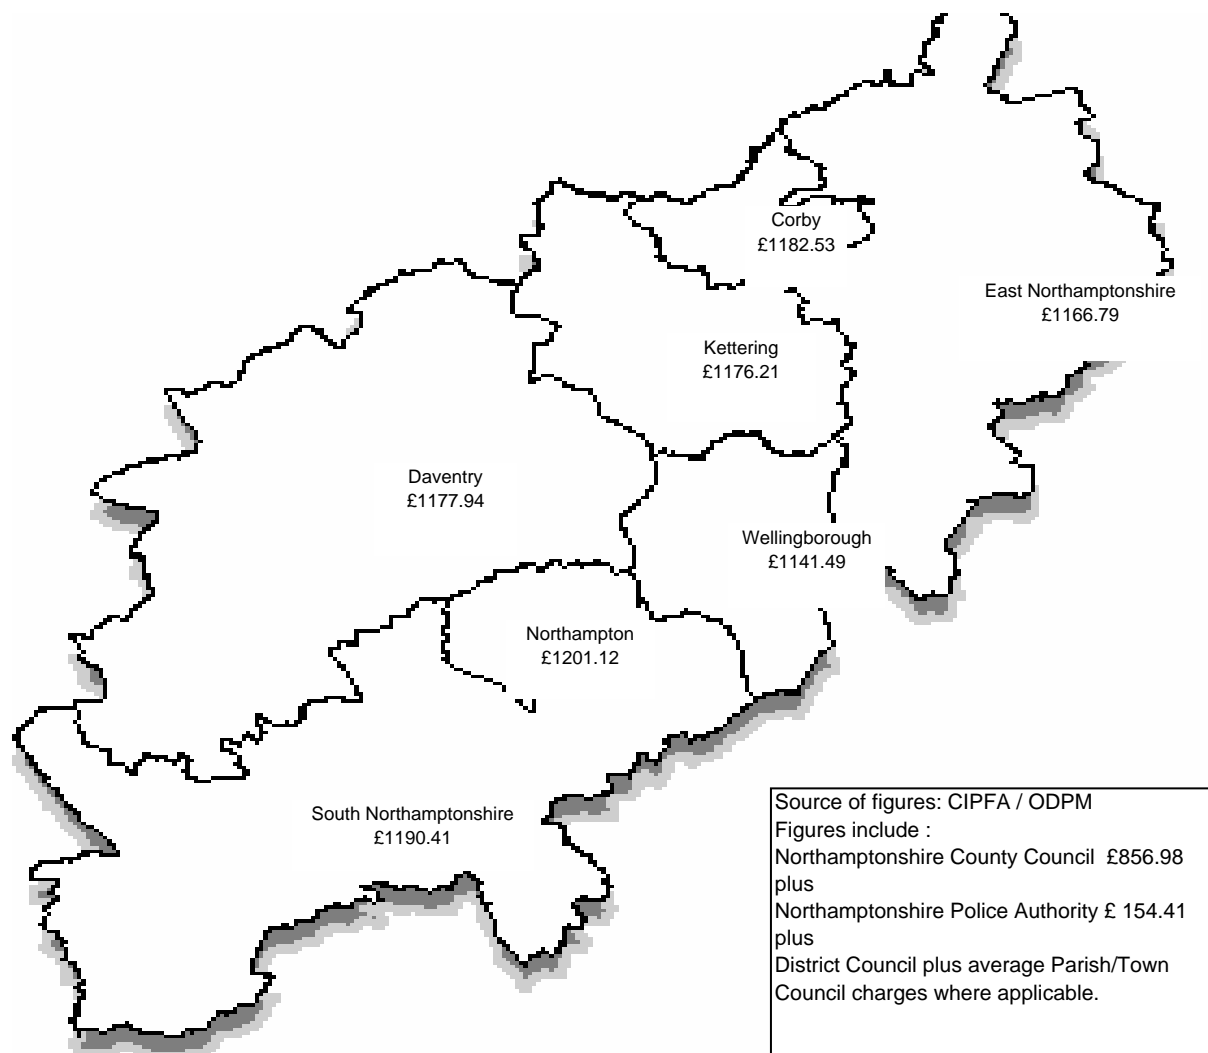 Corby
£1182.53
East Northamptonshire
£1166.79
Kettering
£1176.21
Daventry
£1177.94
Wellingborough
£1141.49
Northampton
£1201.12
South Northamptonshire
£1190.41
Source of figures: CIPFA / ODPM
Figures include :
Northamptonshire County Council £856.98
plus
Northamptonshire Police Authority £ 154.41
plus
District Council plus average Parish/Town
Council charges where applicable.